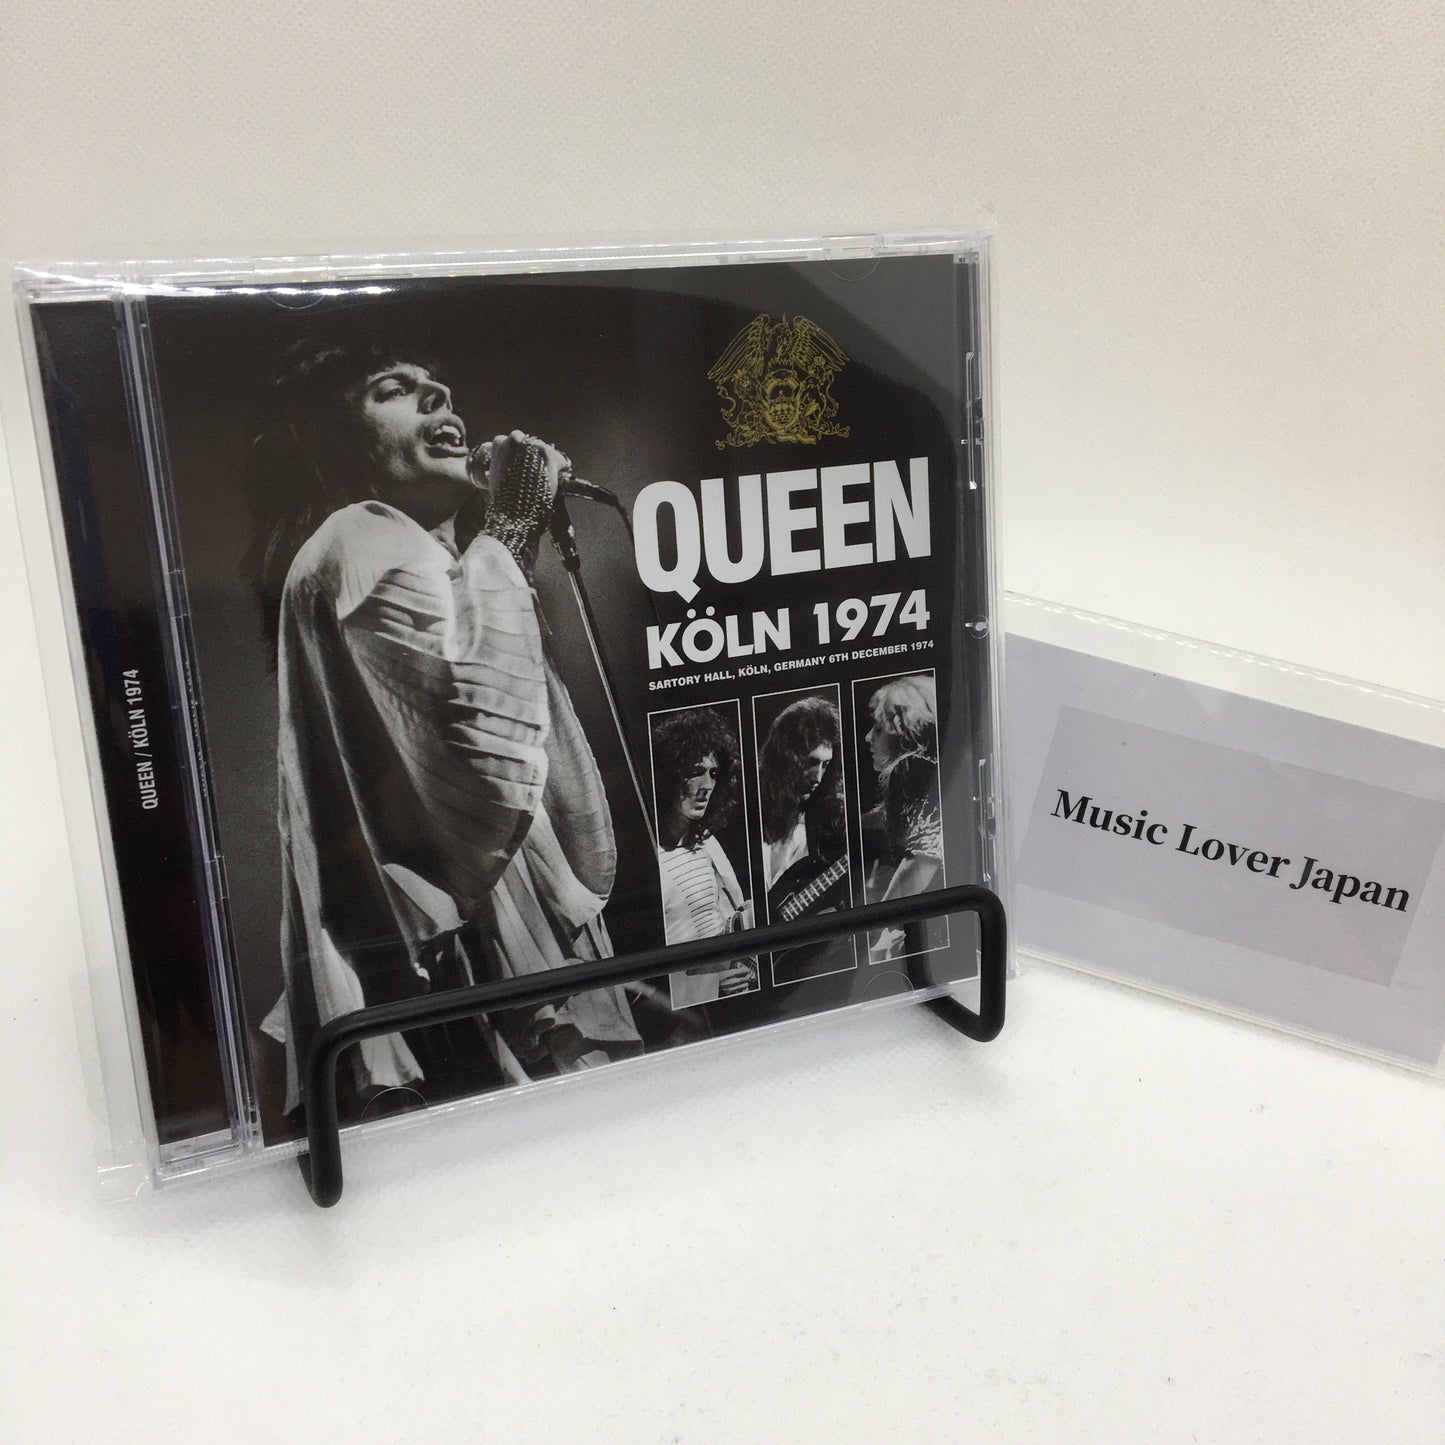 QUEEN
KÖLN 1974
SARTORY HALL, KÖLN, GERMANY 6TH DECEMBER 1974
QUEEN / KÖLN 1974
Music Lover Japan